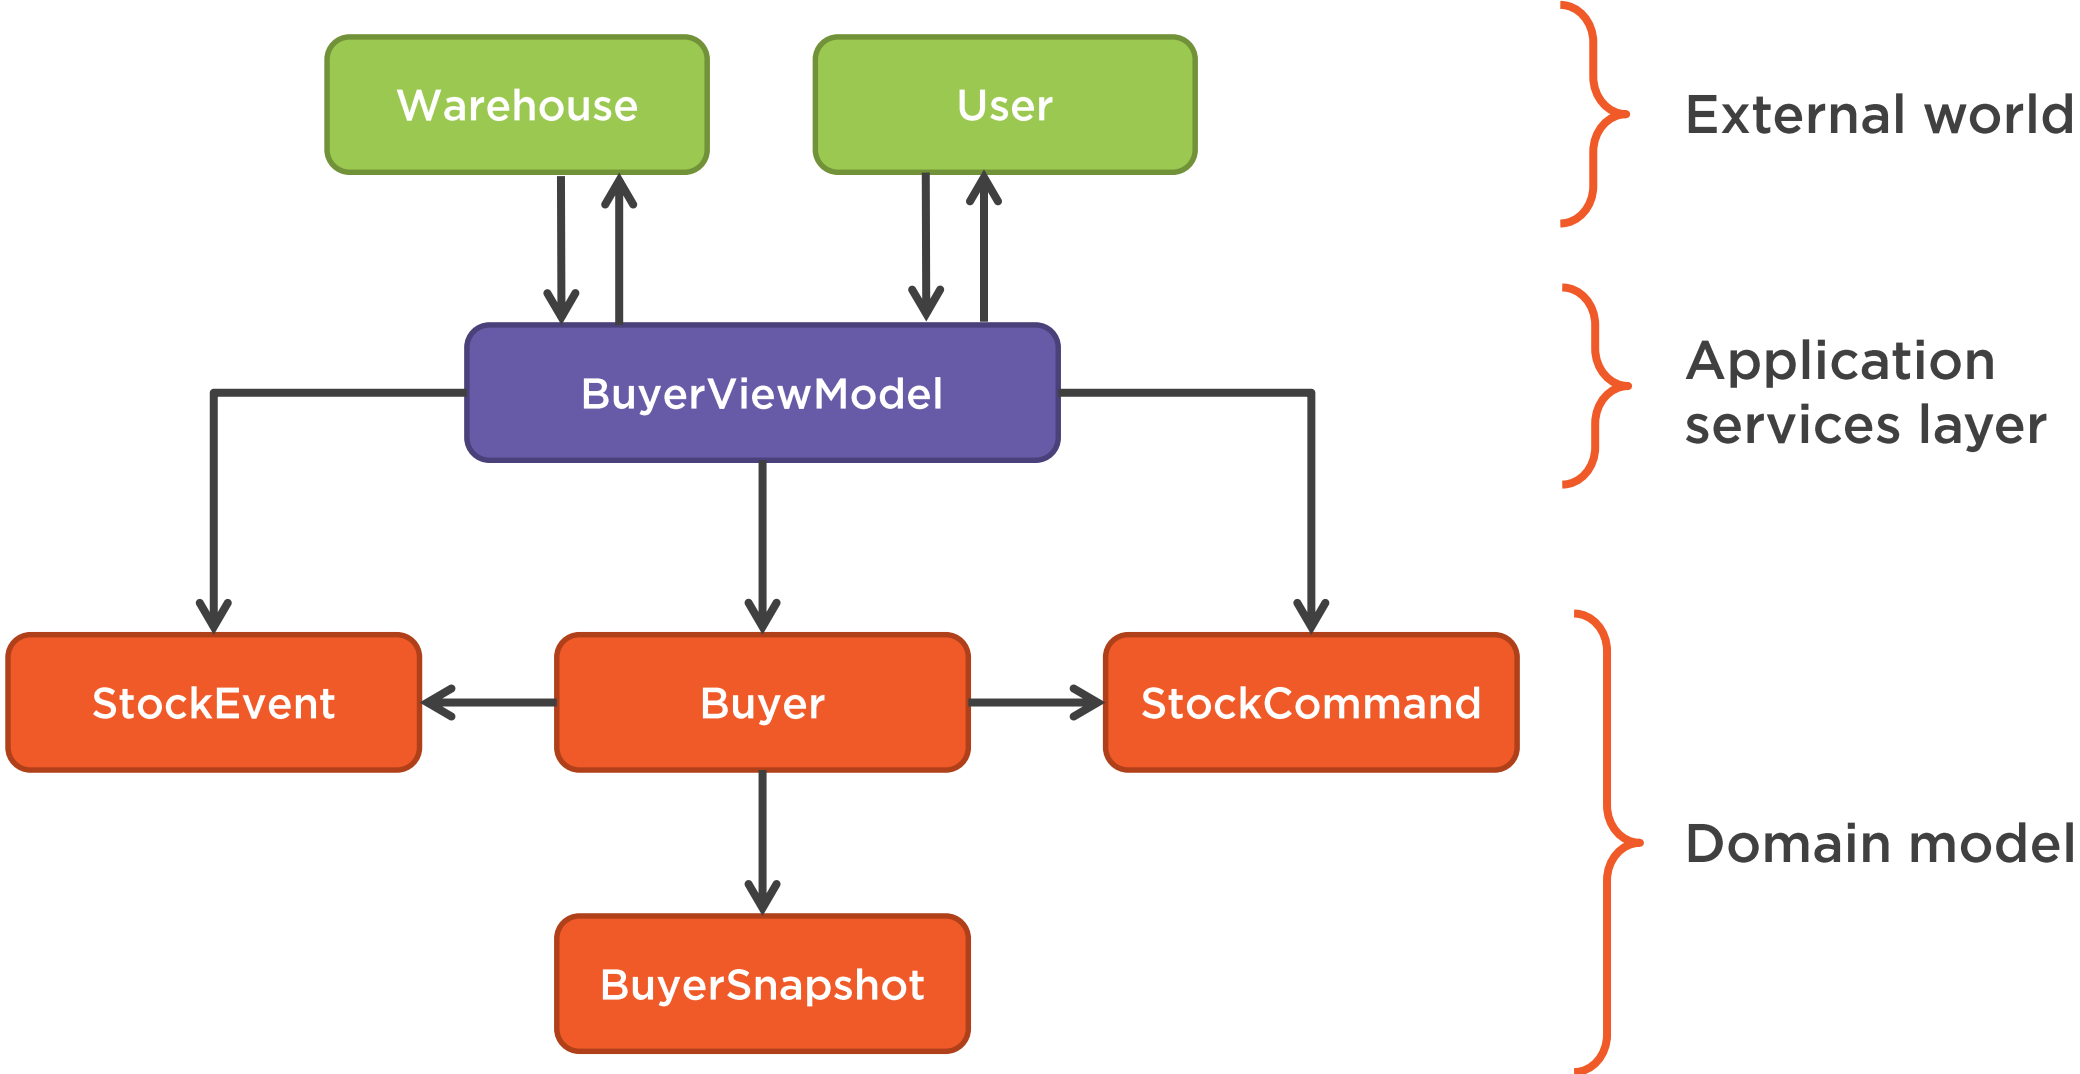 Warehouse
User
External world
BuyerViewModel
Application
services layer
StockEvent
Buyer
StockCommand
Domain model
BuyerSnapshot